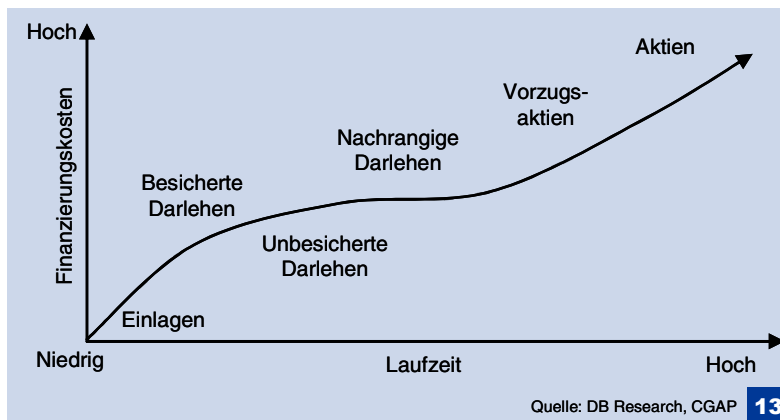 Hoch
Aktien
Vorzugs-
aktien
Nachrangige
Darlehen
Besicherte
Darlehen
Unbesicherte
Darlehen
Finanzierungskosten
Einlagen
Niedrig
Laufzeit
Hoch
Quelle: DB Research, CGAP
13